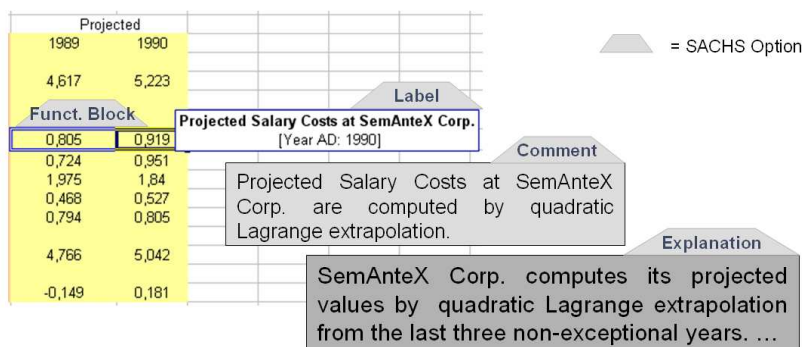 Projected
1989 1990
= SACHS Option
4,617 5,223
Label
Funct. Block
Projected Salary Costs at SemAnteX Corp.
[Year AD: 1990]
0,805 0,919
0,724 0,951
1,975 1,84
0,468 0,527
0,794 0,805
Comment
Projected Salary Costs at SemAnteX
Corp. are computed by quadratic
Lagrange extrapolation.
4,766 5,042
-0,149 0,181
Explanation
SemAnteX Corp. computes its projected
values by quadratic Lagrange extrapolation
from the last three non-exceptional years. ...